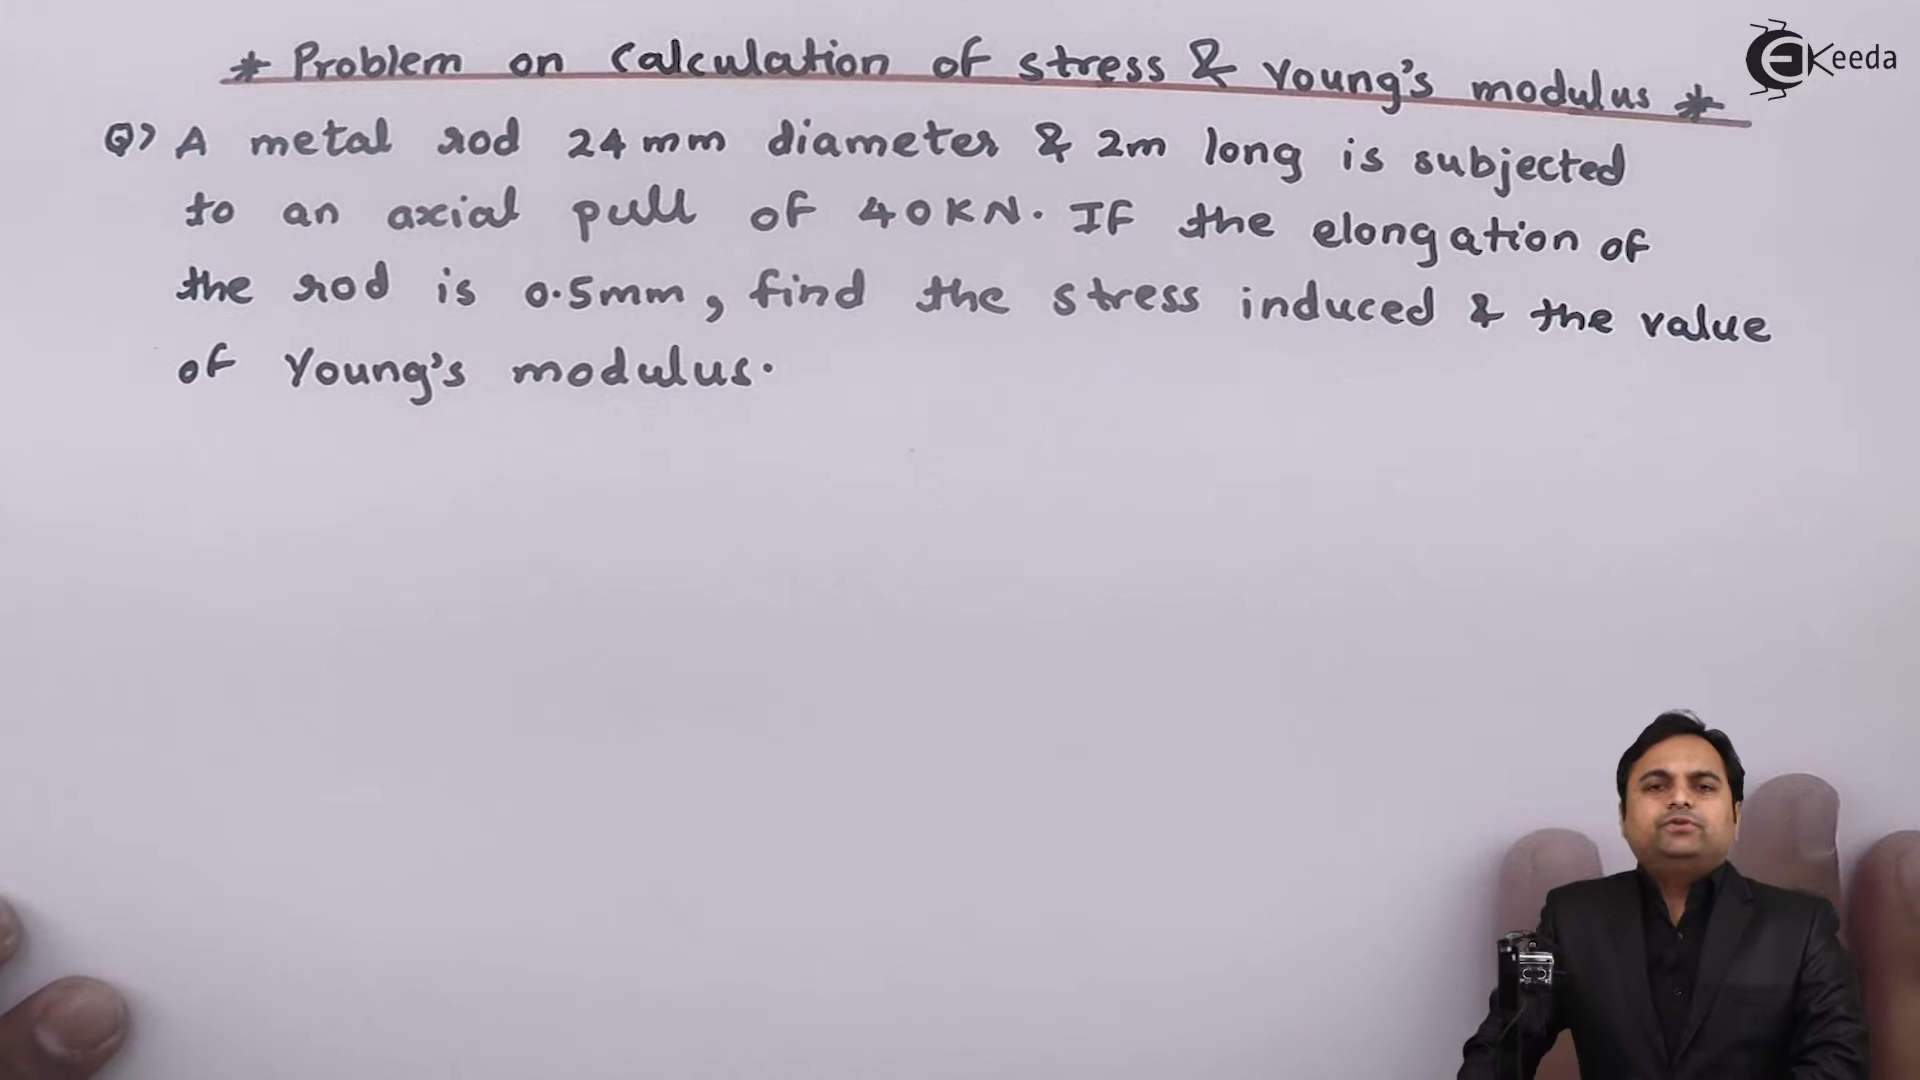 * Problem on Calculation of stress & Young's modulus *
Ekeeda
Q> A metal rod 24mm diameter & 2m long is subjected
to an axial pull of 40KN. If the elongation of
the rod is 0.5mm, find the stress induced & the value
of Young's modulus.